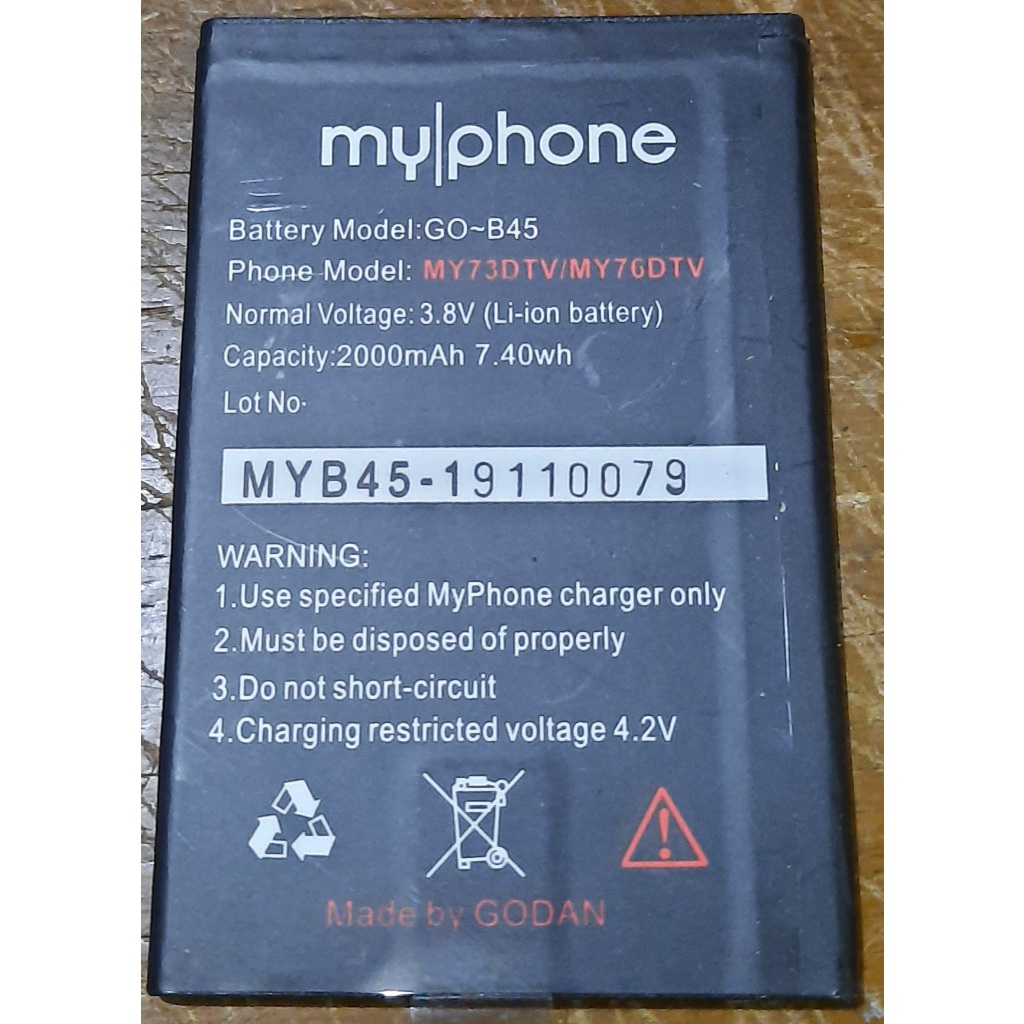 my|phone
Battery Model:GO~B45
Phone Model: MY73DTV/MY76DTV
Normal Voltage: 3.8V (Li-ion battery)
Capacity:2000mAh 7.40wh
Lot No·
MYB45-19110079
WARNING:
1.Use specified MyPhone charger only
2.Must be disposed of properly
3.Do not short-circuit
4.Charging restricted voltage 4.2V
Made by GODAN